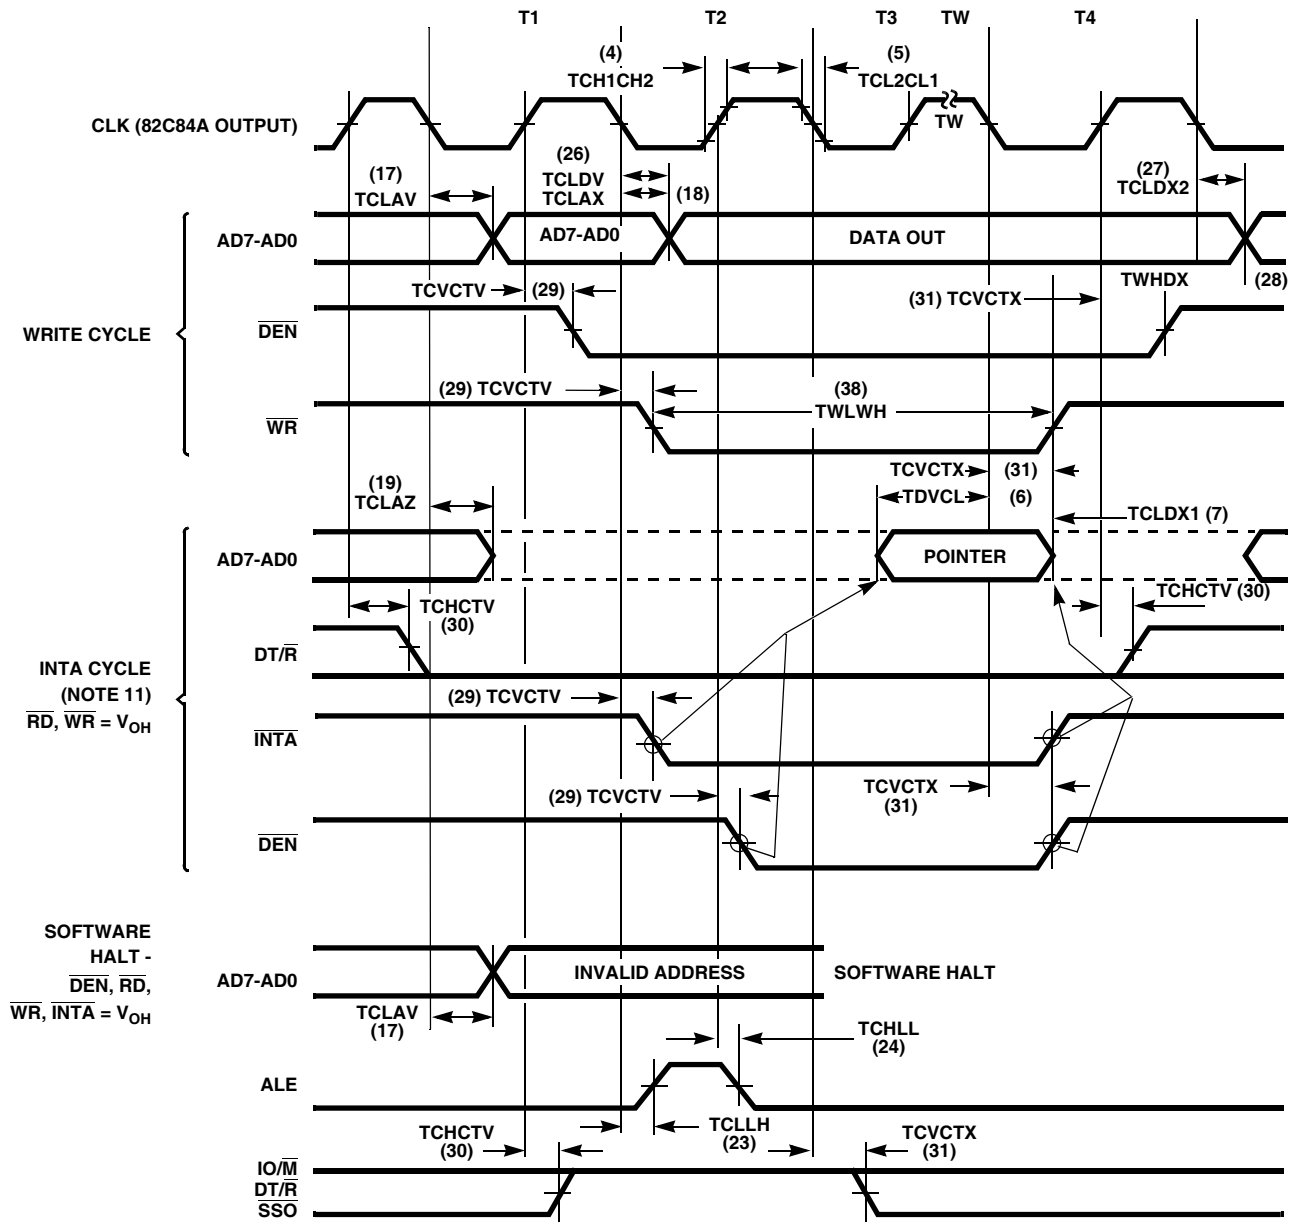 T1 T2 T3 TW T4
(4)
TCH1CH2
(5)
TCL2CL1
CLK (82C84A OUTPUT)
TW
(17)
TCLAV
(26)
TCLDV
TCLAX
(18)
(27)
TCLDX2
WRITE CYCLE
AD7-AD0
AD7-AD0
DATA OUT
TCVCTV (29)
(31) TCVCTX
TWHDX
(28)
DEN
(29) TCVCTV
(38)
TWLWH
WR
TCVCTX (31)
TDVCL (6)
(19)
TCLAZ
TCLDX1 (7)
AD7-AD0
POINTER
TCHCTV
(30)
TCHCTV (30)
DT/R
INTA CYCLE
(NOTE 11)
RD, WR = VOH
(29) TCVCTV
INTA
TCVCTX
(31)
(29) TCVCTV
DEN
SOFTWARE
HALT -
DEN, RD,
WR, INTA = VOH
AD7-AD0
INVALID ADDRESS
SOFTWARE HALT
TCLAV
(17)
TCHLL
(24)
ALE
TCLLH
(23)
TCHCTV
(30)
TCVCTX
(31)
IO/M
DT/R
SSO